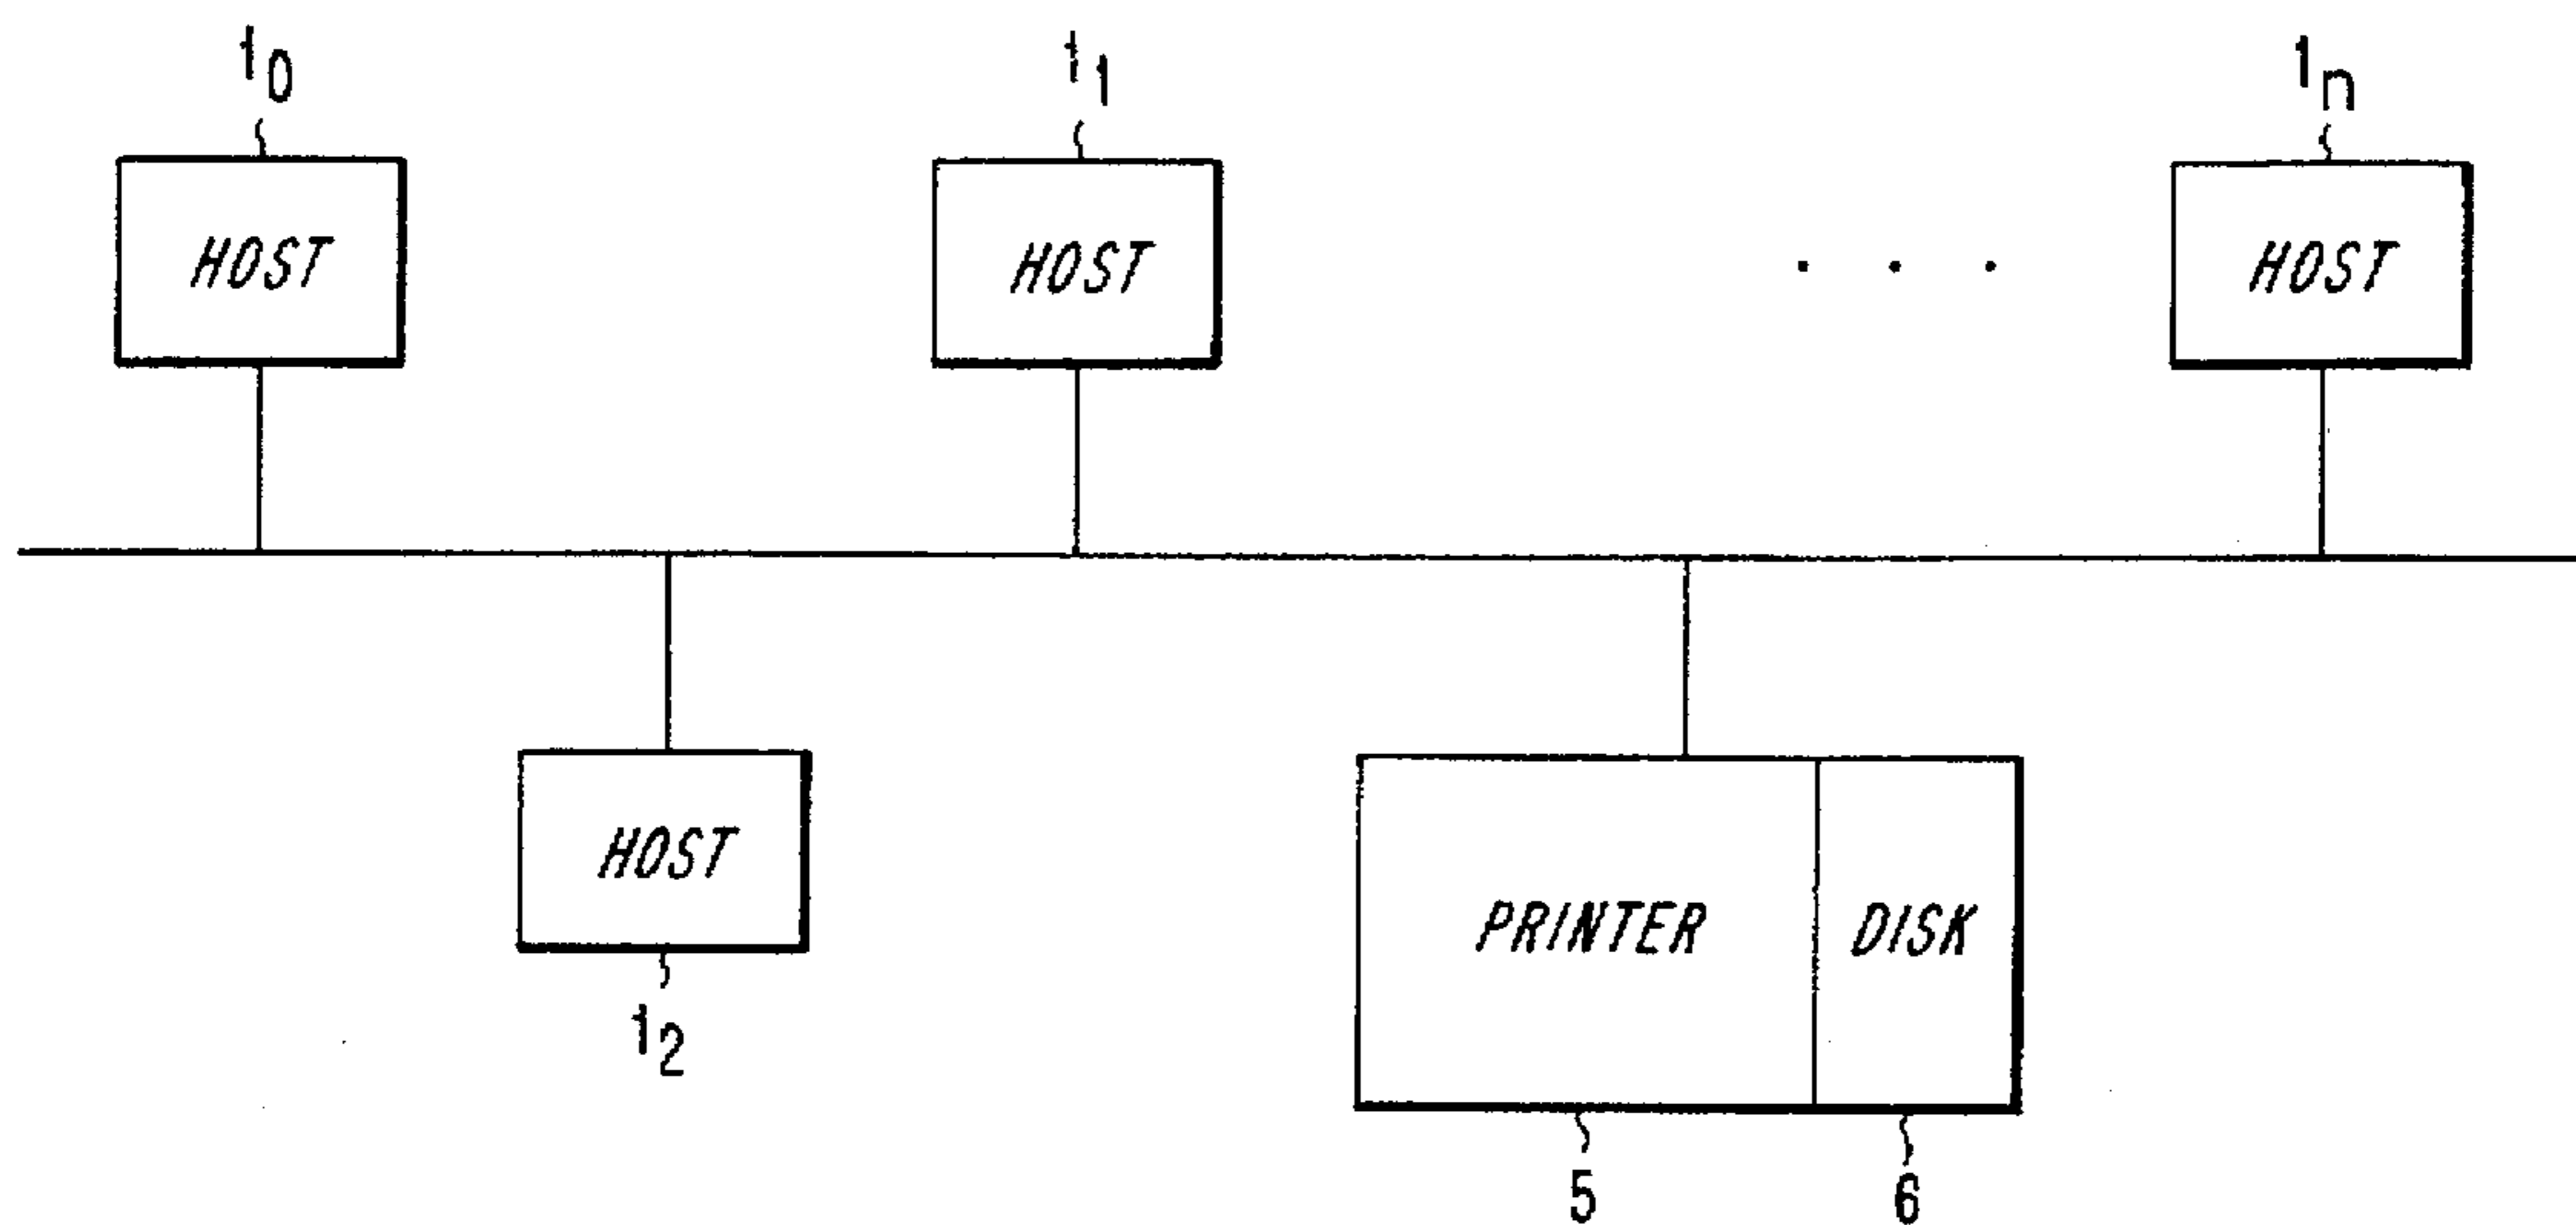 1₀ 1₁ 1ₙ
HOST HOST . . . HOST
HOST
PRINTER DISK
1₂
5 6